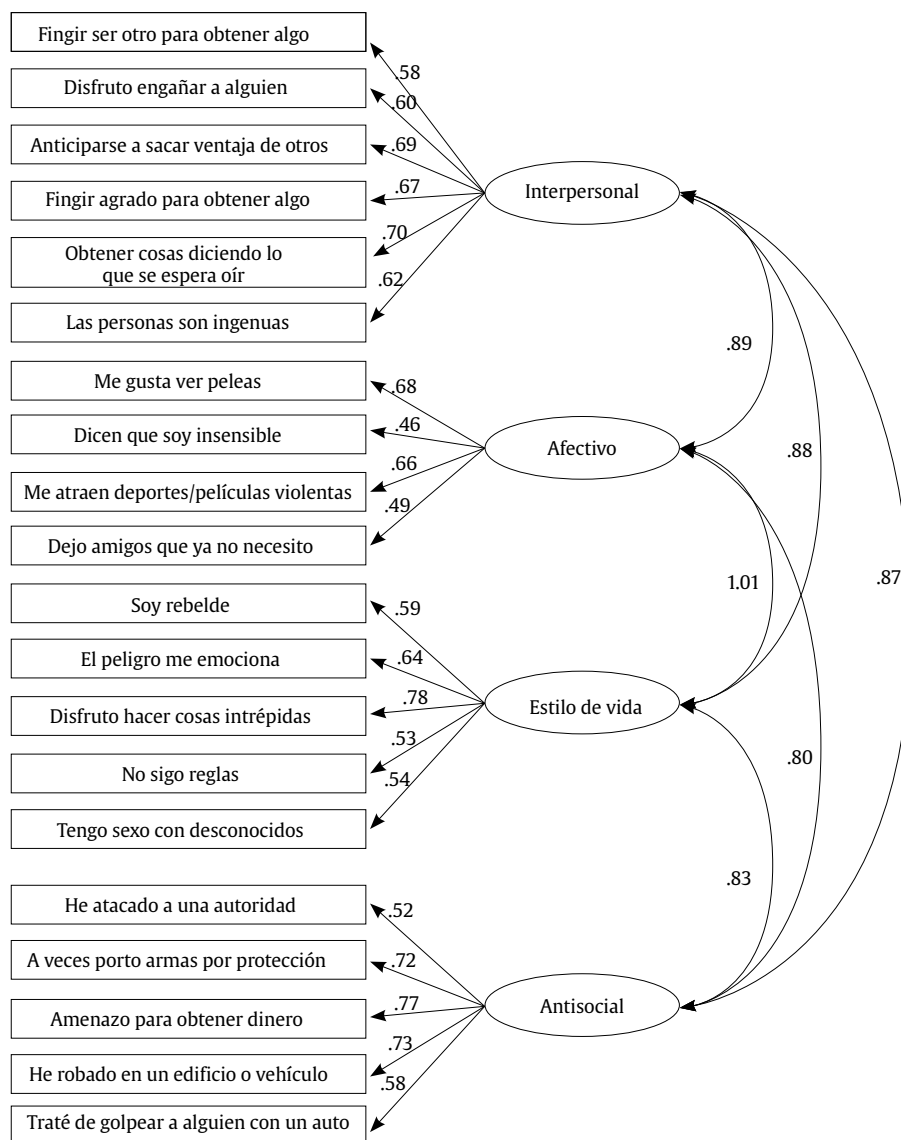 Fingir ser otro para obtener algo
.58
Disfruto engañar a alguien
.60
Anticiparse a sacar ventaja de otros
.69
Fingir agrado para obtener algo
.67
Interpersonal
Obtener cosas diciendo lo
que se espera oír
.70
.62
Las personas son ingenuas
.89
Me gusta ver peleas
.68
Dicen que soy insensible
.46
Afectivo
.88
Me atraen deportes/películas violentas
.66
.49
Dejo amigos que ya no necesito
1.01
.87
Soy rebelde
.59
El peligro me emociona
.64
Disfruto hacer cosas intrépidas
.78
Estilo de vida
.53
No sigo reglas
.54
.80
Tengo sexo con desconocidos
.83
He atacado a una autoridad
.52
A veces porto armas por protección
.72
Amenazo para obtener dinero
.77
Antisocial
.73
He robado en un edificio o vehículo
.58
Traté de golpear a alguien con un auto